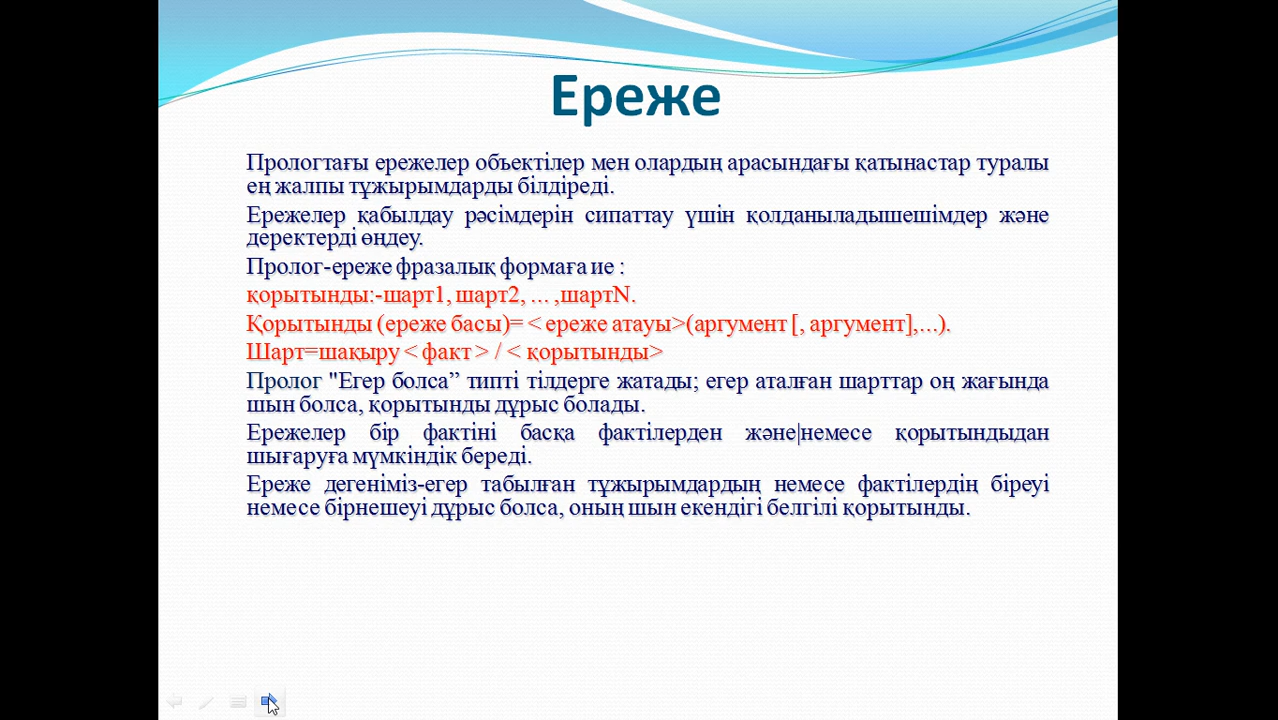 Ереже
Прологтағы ережелер объектілер мен олардың арасындағы қатынастар туралы
ең жалпы тұжырымдарды білдіреді.
Ережелер қабылдау рәсімдерін сипаттау үшін қолданыладышешімдер және
деректерді өңдеу.
Пролог-ереже фразалық формаға ие :
қорытынды:-шарт1, шарт2, ... ,шартN.
Қорытынды (ереже басы)= < ереже атауы>(аргумент [, аргумент],...).
Шарт=шақыру < факт > / < қорытынды>
Пролог "Егер болса” типті тілдерге жатады; егер аталған шарттар оң жағында
шын болса, қорытынды дұрыс болады.
Ережелер бір фактіні басқа фактілерден және|немесе қорытындыдан
шығаруға мүмкіндік береді.
Ереже дегеніміз-егер табылған тұжырымдардың немесе фактілердің біреуі
немесе бірнешеуі дұрыс болса, оның шын екендігі белгілі қорытынды.